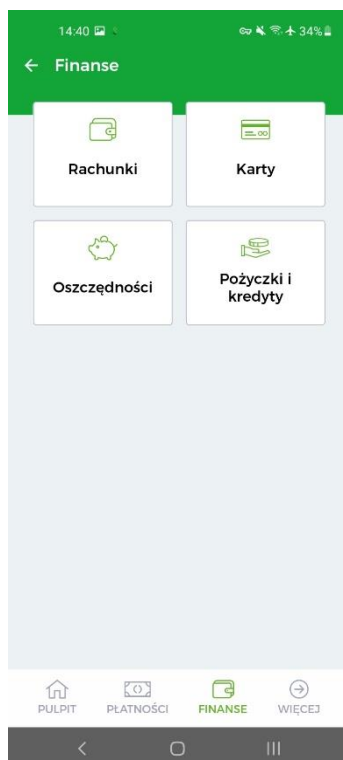 14:40
34%
Finanse
Rachunki
Karty
Oszczędności
Pożyczki i
kredyty
PULPIT
PŁATNOŚCI
FINANSE
WIĘCEJ